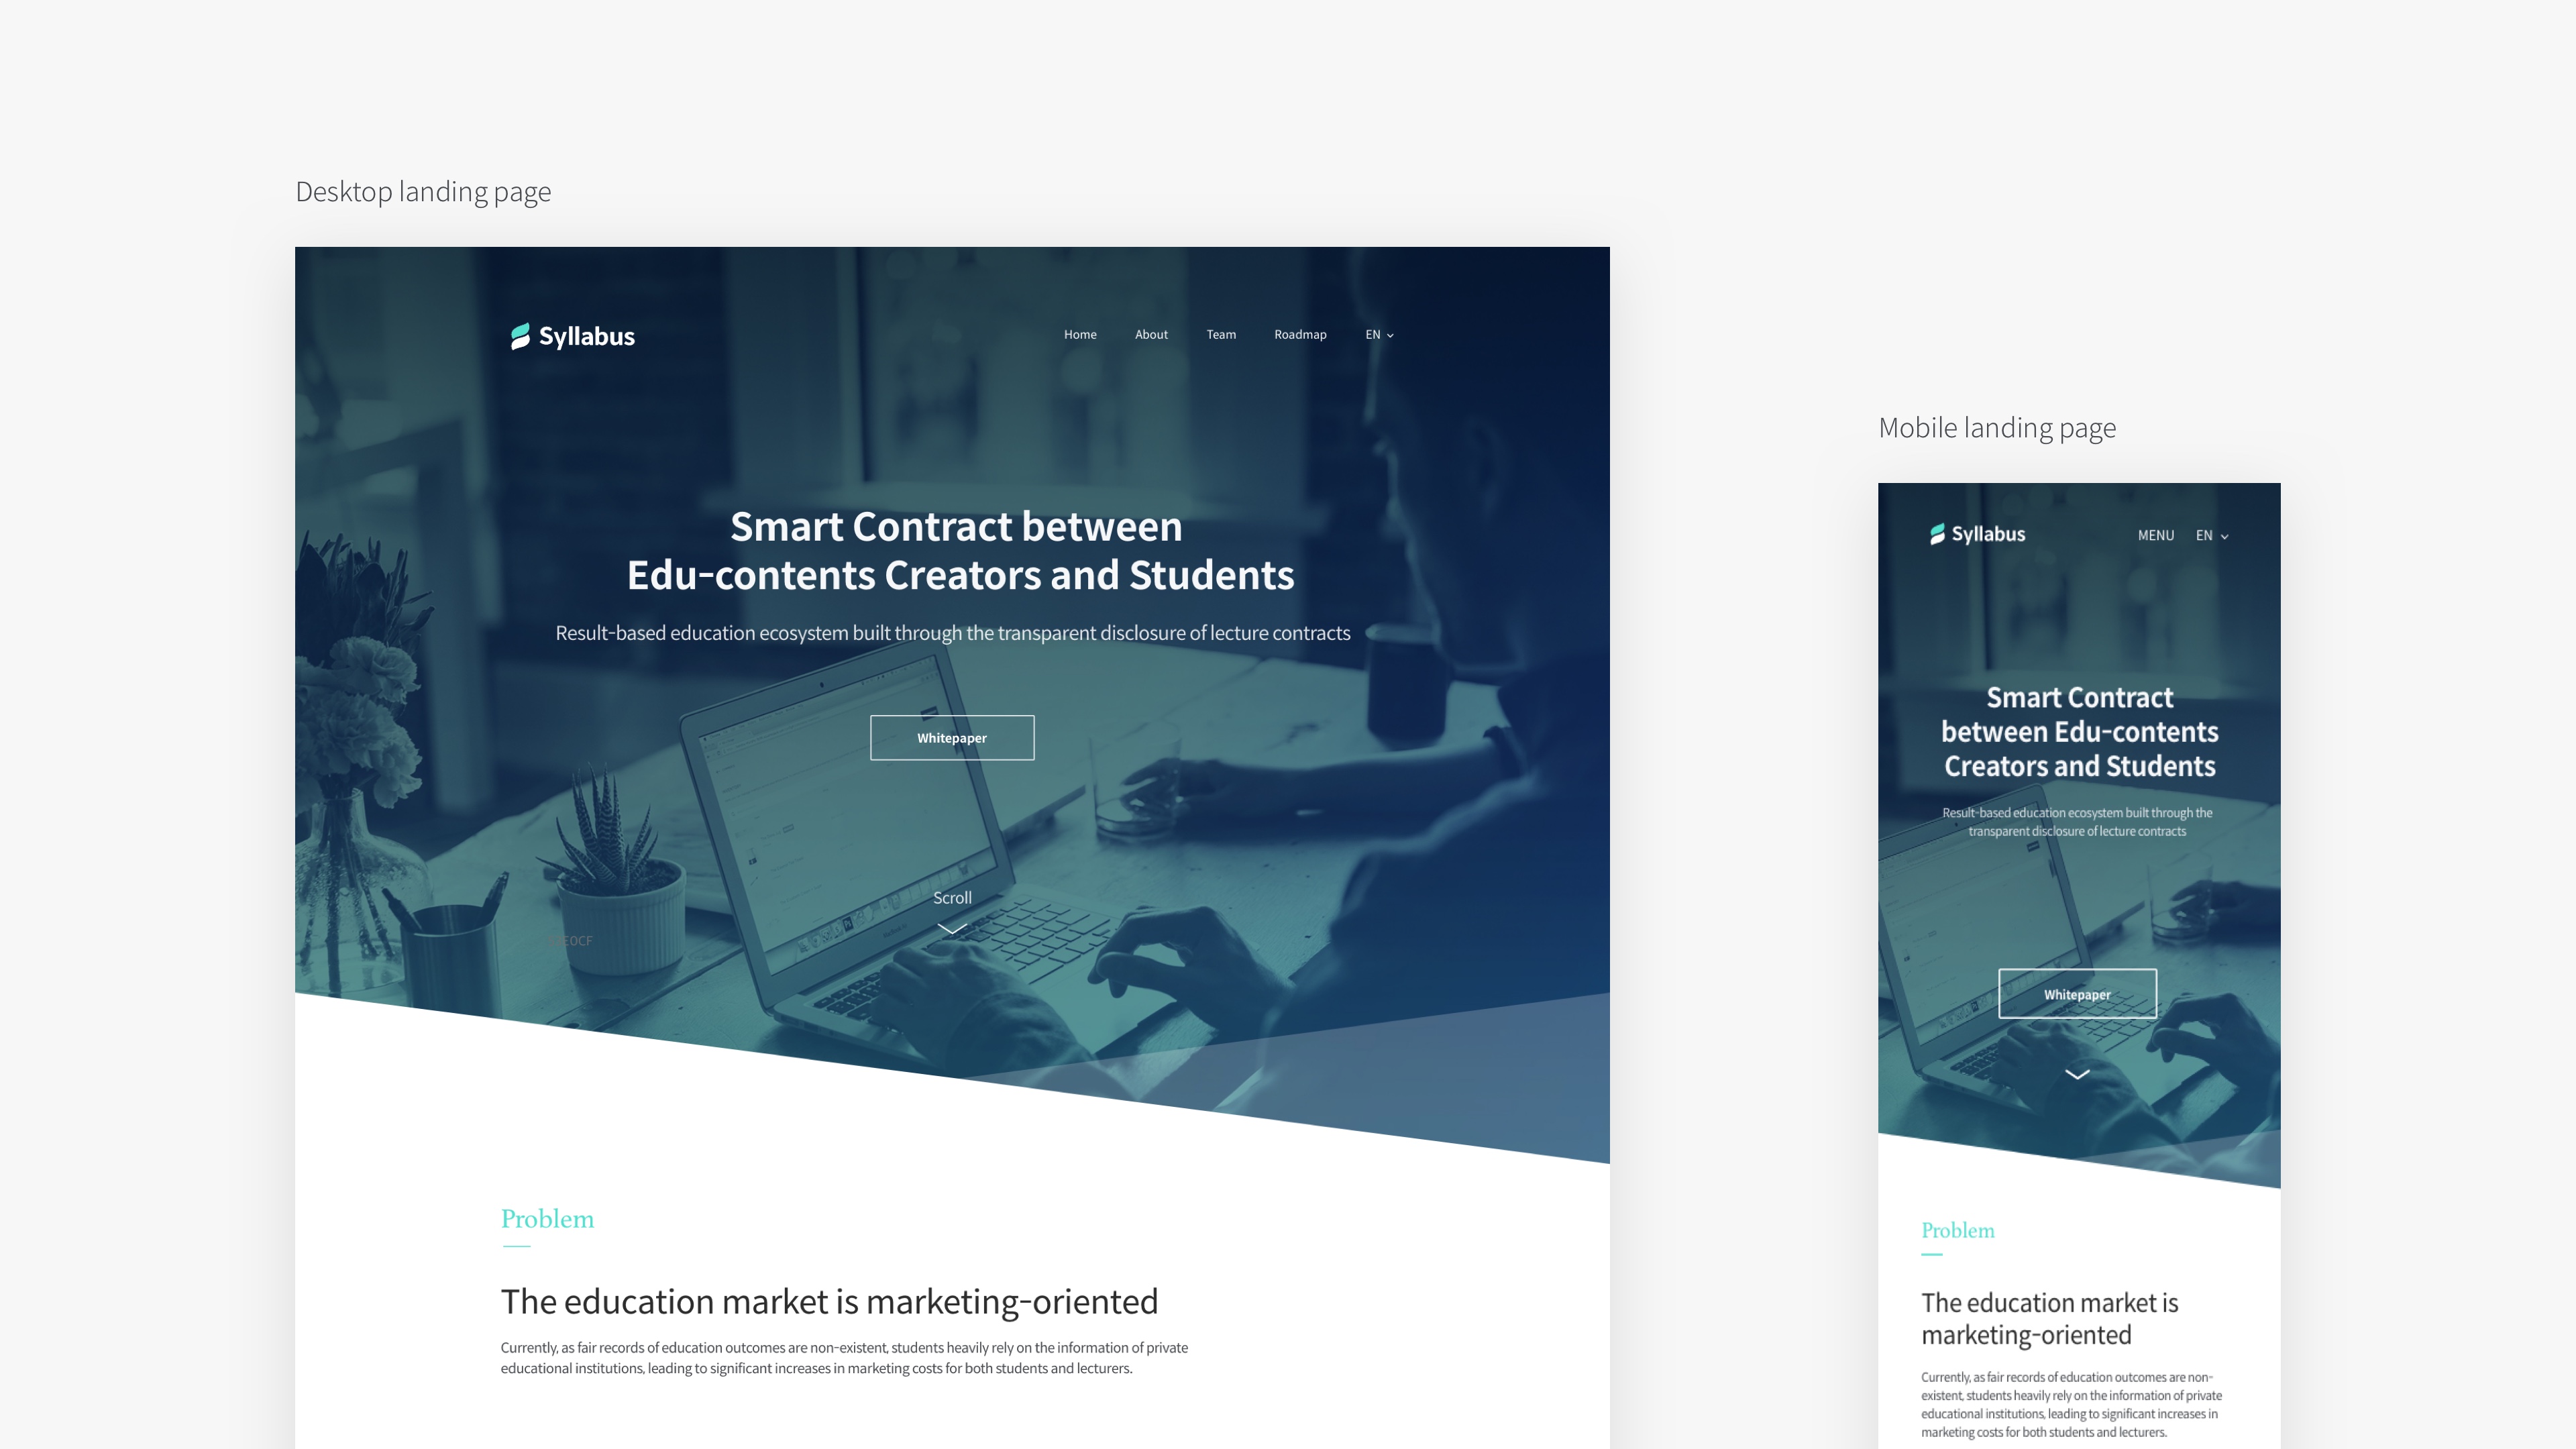 Desktop landing page
Syllabus
Home About Team Roadmap EN
Smart Contract between
Edu-contents Creators and Students
Result-based education ecosystem built through the transparent disclosure of lecture contracts
Whitepaper
Scroll
Problem
The education market is marketing-oriented
Currently, as fair records of education outcomes are non-existent, students heavily rely on the information of private
educational institutions, leading to significant increases in marketing costs for both students and lecturers.
Mobile landing page
Syllabus
MENU EN
Smart Contract
between Edu-contents
Creators and Students
Result-based education ecosystem built through the
transparent disclosure of lecture contracts
Whitepaper
Problem
The education market is
marketing-oriented
Currently, as fair records of education outcomes are non-
existent, students heavily rely on the information of private
educational institutions, leading to significant increases in
marketing costs for both students and lecturers.